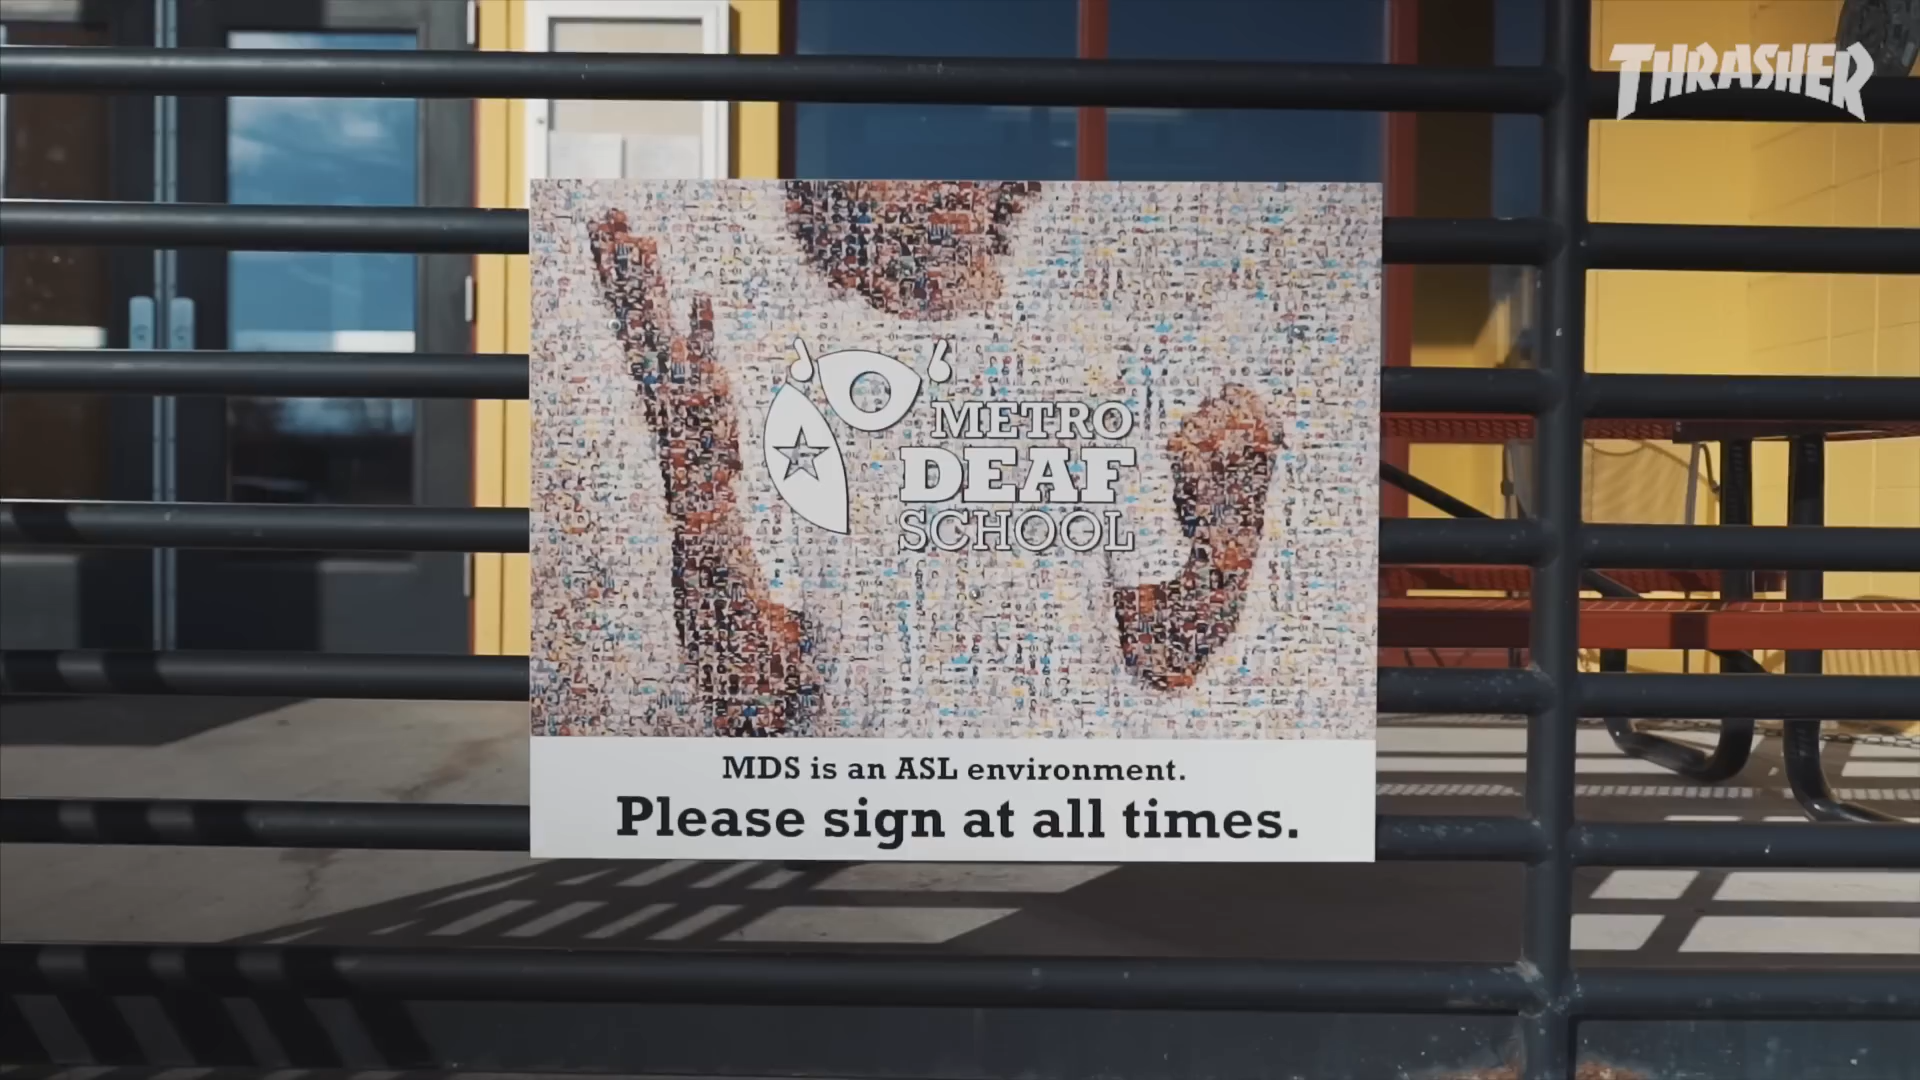 THRASHER
METRO
DEAF
SCHOOL
MDS is an ASL environment.
Please sign at all times.